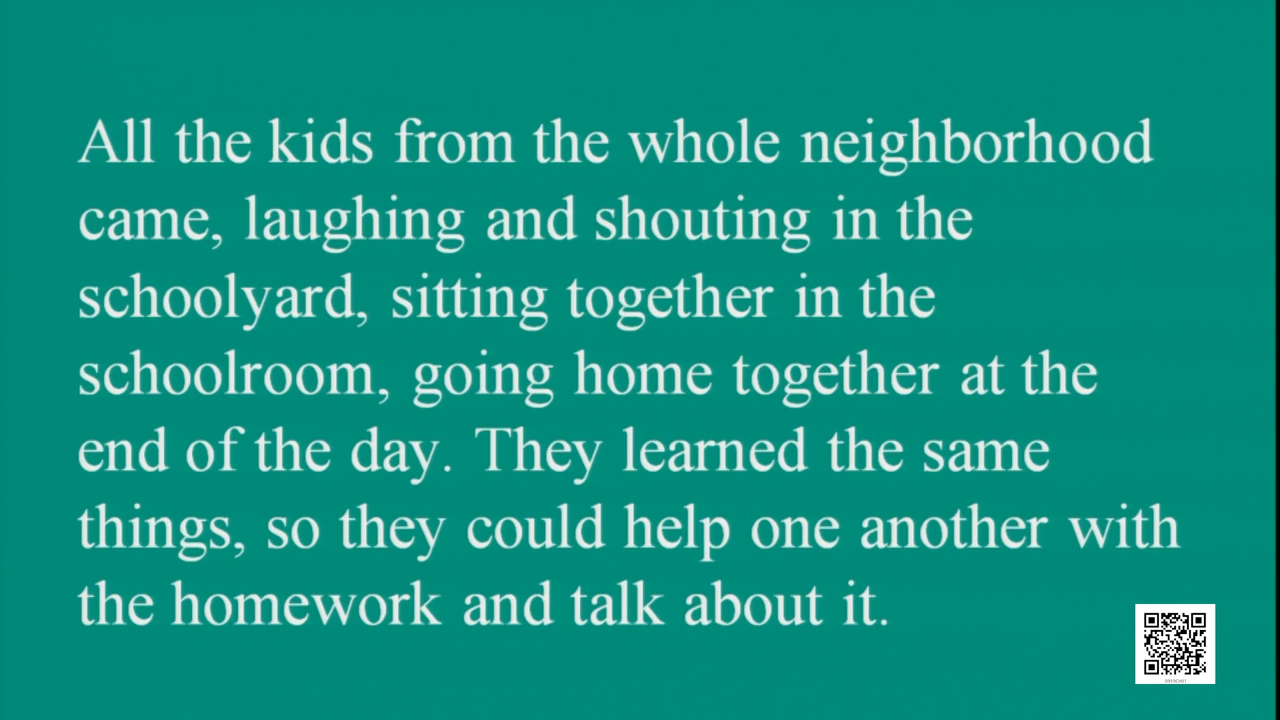 All the kids from the whole neighborhood
came, laughing and shouting in the
schoolyard, sitting together in the
schoolroom, going home together at the
end of the day. They learned the same
things, so they could help one another with
the homework and talk about it.